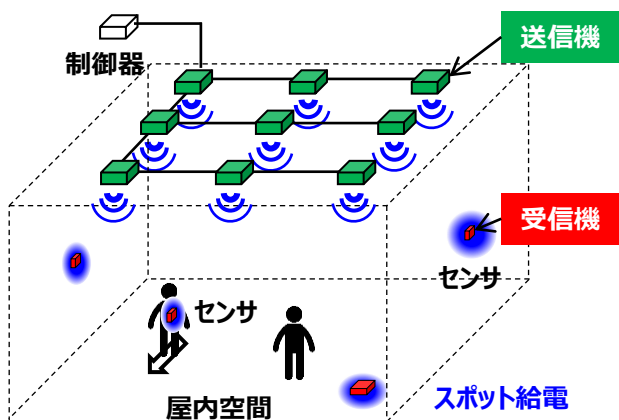 送信機
制御器
受信機
センサ
センサ
屋内空間
スポット給電